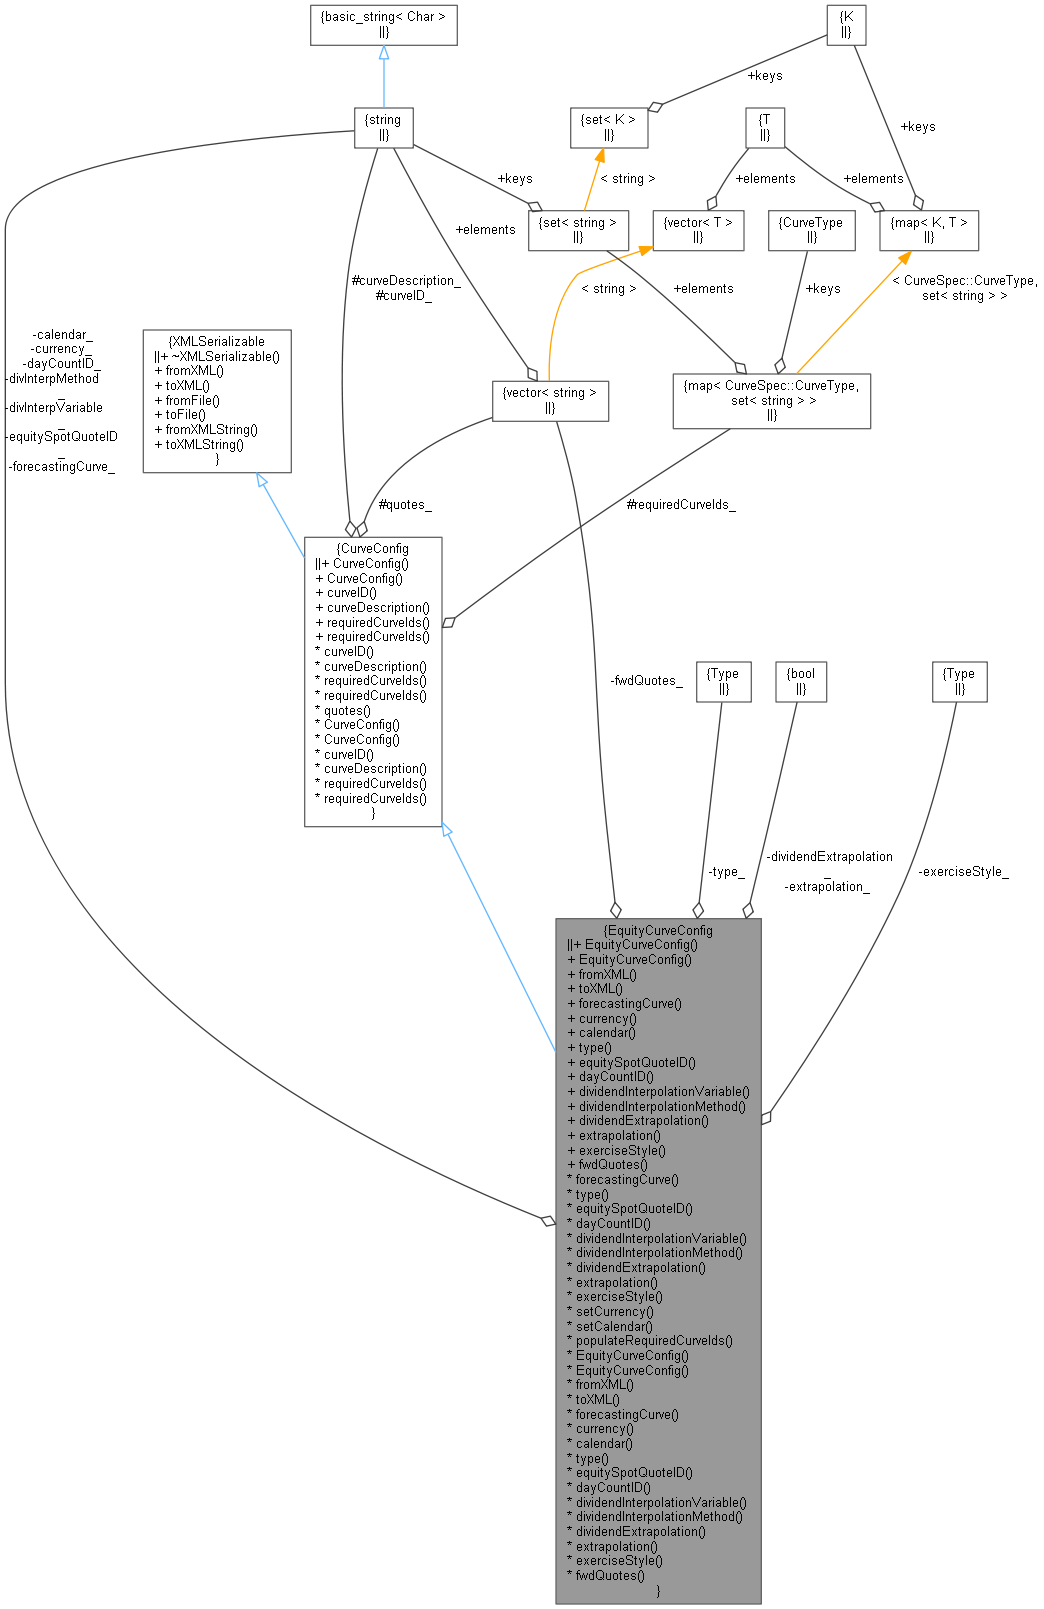 {basic_string< Char >
||}
{K
||}
+keys
{string
||}
{set< K >
||}
{T
||}
+keys
+keys
< string >
+elements
+elements
+elements
{set< string >
||}
{vector< T >
||}
{CurveType
||}
{map< K, T >
||}
#curveDescription_
#curveID_
< string >
+elements
+keys
< CurveSpec::CurveType,
set< string > >
-calendar_
-currency_
-dayCountID_
-divInterpMethod
_
-divInterpVariable
_
-equitySpotQuoteID
_
-forecastingCurve_
{XMLSerializable
||+ ~XMLSerializable()
+ fromXML()
+ toXML()
+ fromFile()
+ toFile()
+ fromXMLString()
+ toXMLString()
}
{vector< string >
||}
{map< CurveSpec::CurveType,
set< string > >
||}
#quotes_
#requiredCurveIds_
{CurveConfig
||+ CurveConfig()
+ CurveConfig()
+ curveID()
+ curveDescription()
+ requiredCurveIds()
+ requiredCurveIds()
* curveID()
* curveDescription()
* requiredCurveIds()
* requiredCurveIds()
* quotes()
* CurveConfig()
* CurveConfig()
* curveID()
* curveDescription()
* requiredCurveIds()
* requiredCurveIds()
}
-fwdQuotes_
{Type
||}
{bool
||}
{Type
||}
-type_
-dividendExtrapolation
_
-extrapolation_
-exerciseStyle_
{EquityCurveConfig
||+ EquityCurveConfig()
+ EquityCurveConfig()
+ fromXML()
+ toXML()
+ forecastingCurve()
+ currency()
+ calendar()
+ type()
+ equitySpotQuoteID()
+ dayCountID()
+ dividendInterpolationVariable()
+ dividendInterpolationMethod()
+ dividendExtrapolation()
+ extrapolation()
+ exerciseStyle()
+ fwdQuotes()
* forecastingCurve()
* type()
* equitySpotQuoteID()
* dayCountID()
* dividendInterpolationVariable()
* dividendInterpolationMethod()
* dividendExtrapolation()
* extrapolation()
* exerciseStyle()
* setCurrency()
* setCalendar()
* populateRequiredCurveIds()
* EquityCurveConfig()
* EquityCurveConfig()
* fromXML()
* toXML()
* forecastingCurve()
* currency()
* calendar()
* type()
* equitySpotQuoteID()
* dayCountID()
* dividendInterpolationVariable()
* dividendInterpolationMethod()
* dividendExtrapolation()
* extrapolation()
* exerciseStyle()
* fwdQuotes()
}